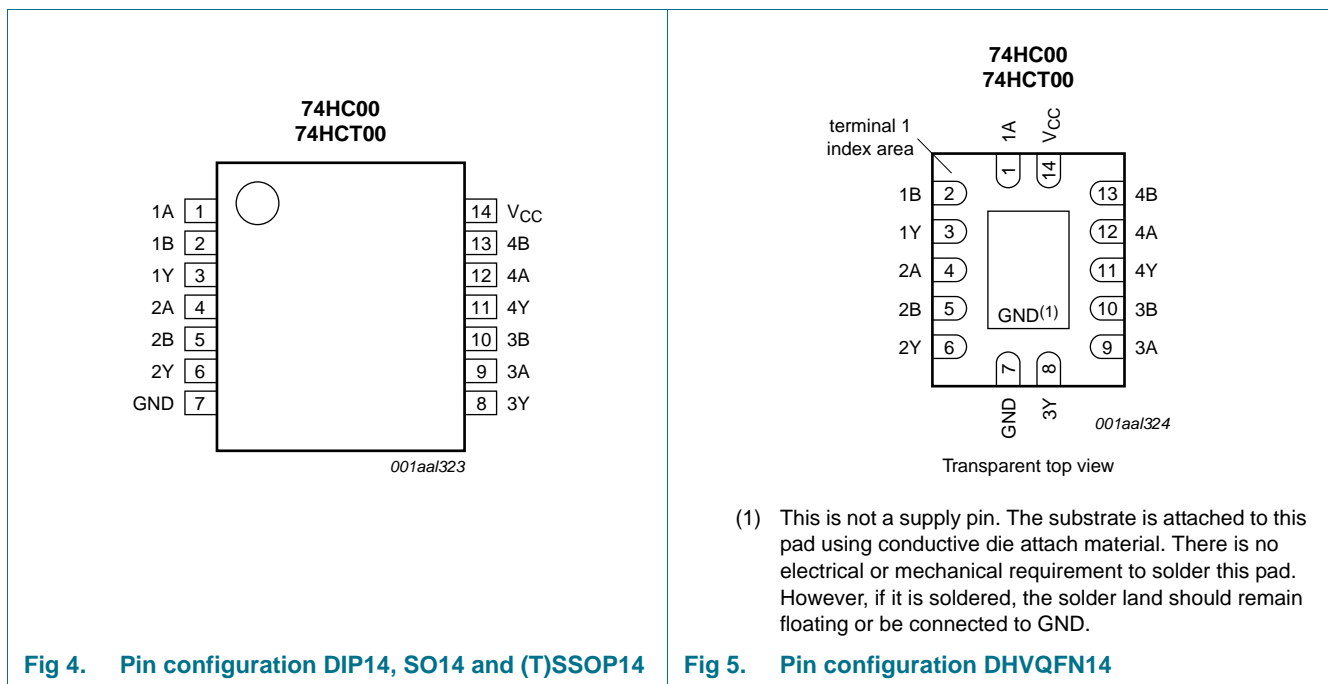 74HC00
74HCT00
1A 1
1B 2
1Y 3
2A 4
2B 5
2Y 6
GND 7
14 VCC
13 4B
12 4A
11 4Y
10 3B
9 3A
8 3Y
001aal323
Fig 4. Pin configuration DIP14, SO14 and (T)SSOP14
74HC00
74HCT00
terminal 1
index area
1A
VCC
1
14
1B 2
1Y 3
2A 4
2B 5
2Y 6
13 4B
12 4A
11 4Y
10 3B
9 3A
GND(1)
7
8
GND
3Y
001aal324
Transparent top view
(1) This is not a supply pin. The substrate is attached to this
pad using conductive die attach material. There is no
electrical or mechanical requirement to solder this pad.
However, if it is soldered, the solder land should remain
floating or be connected to GND.
Fig 5. Pin configuration DHVQFN14